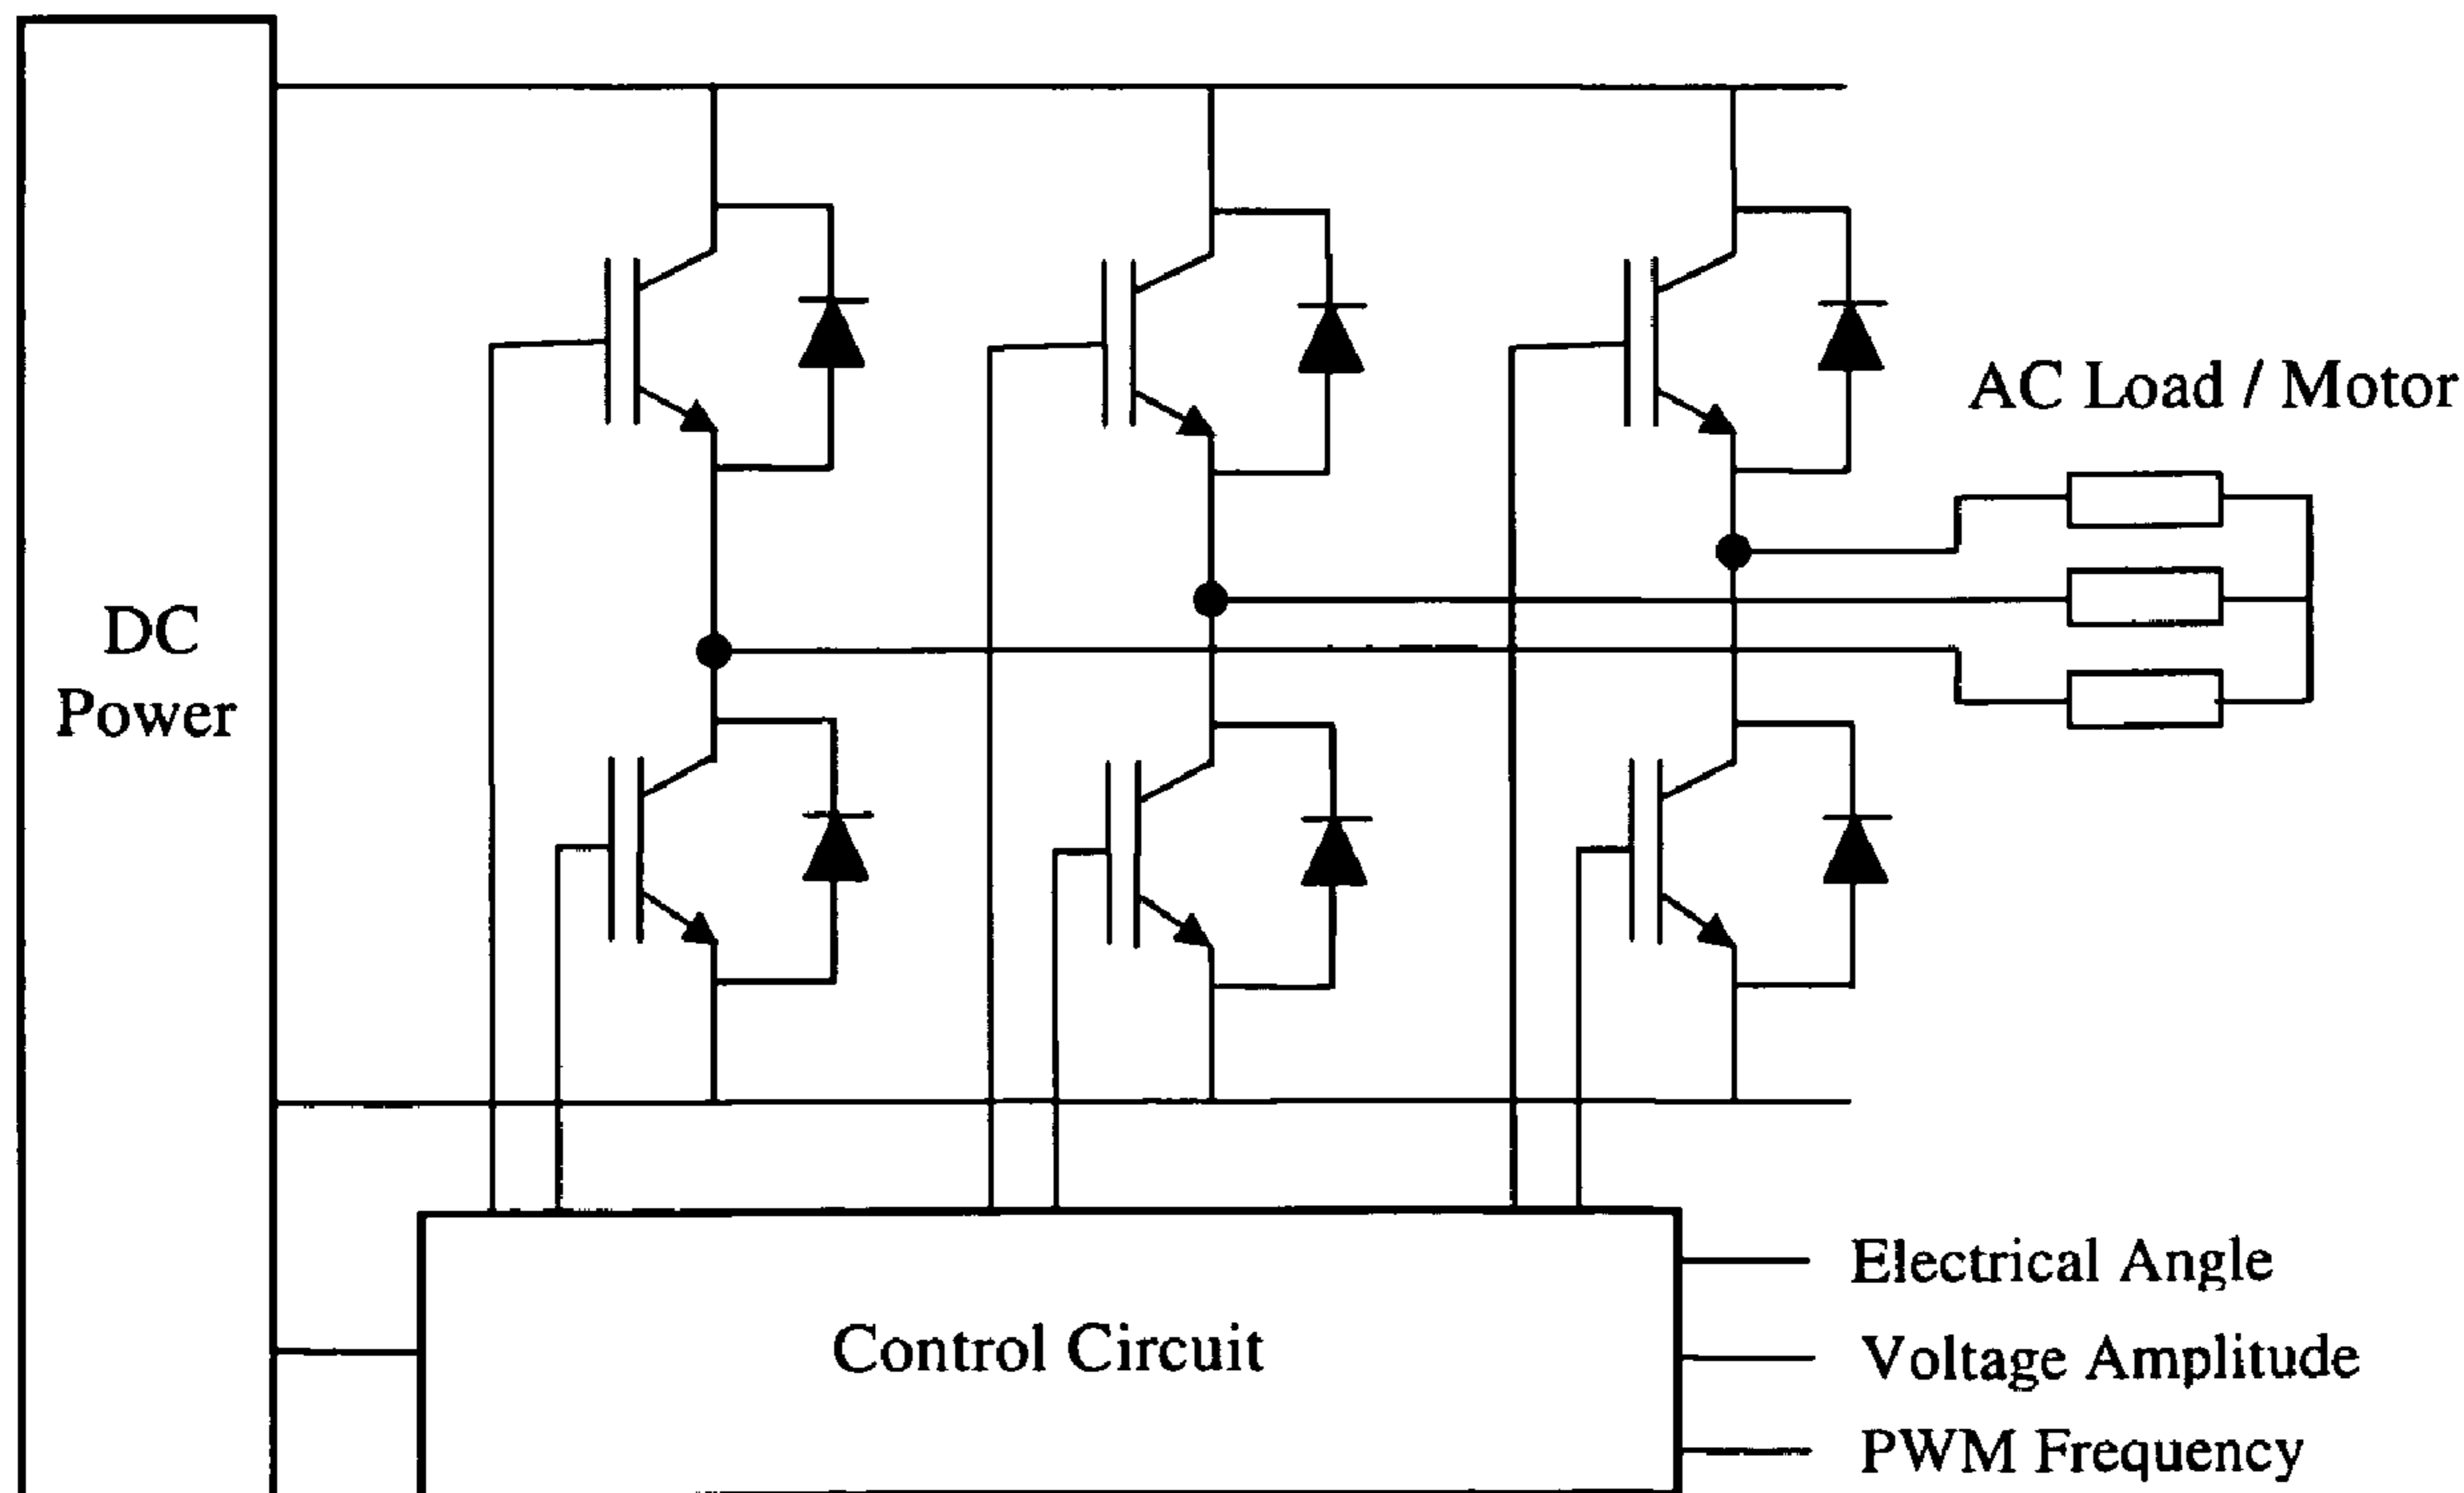 AC Load / Motor
DC
Power
Electrical Angle
Control Circuit
Voltage Amplitude
PWM Frequency